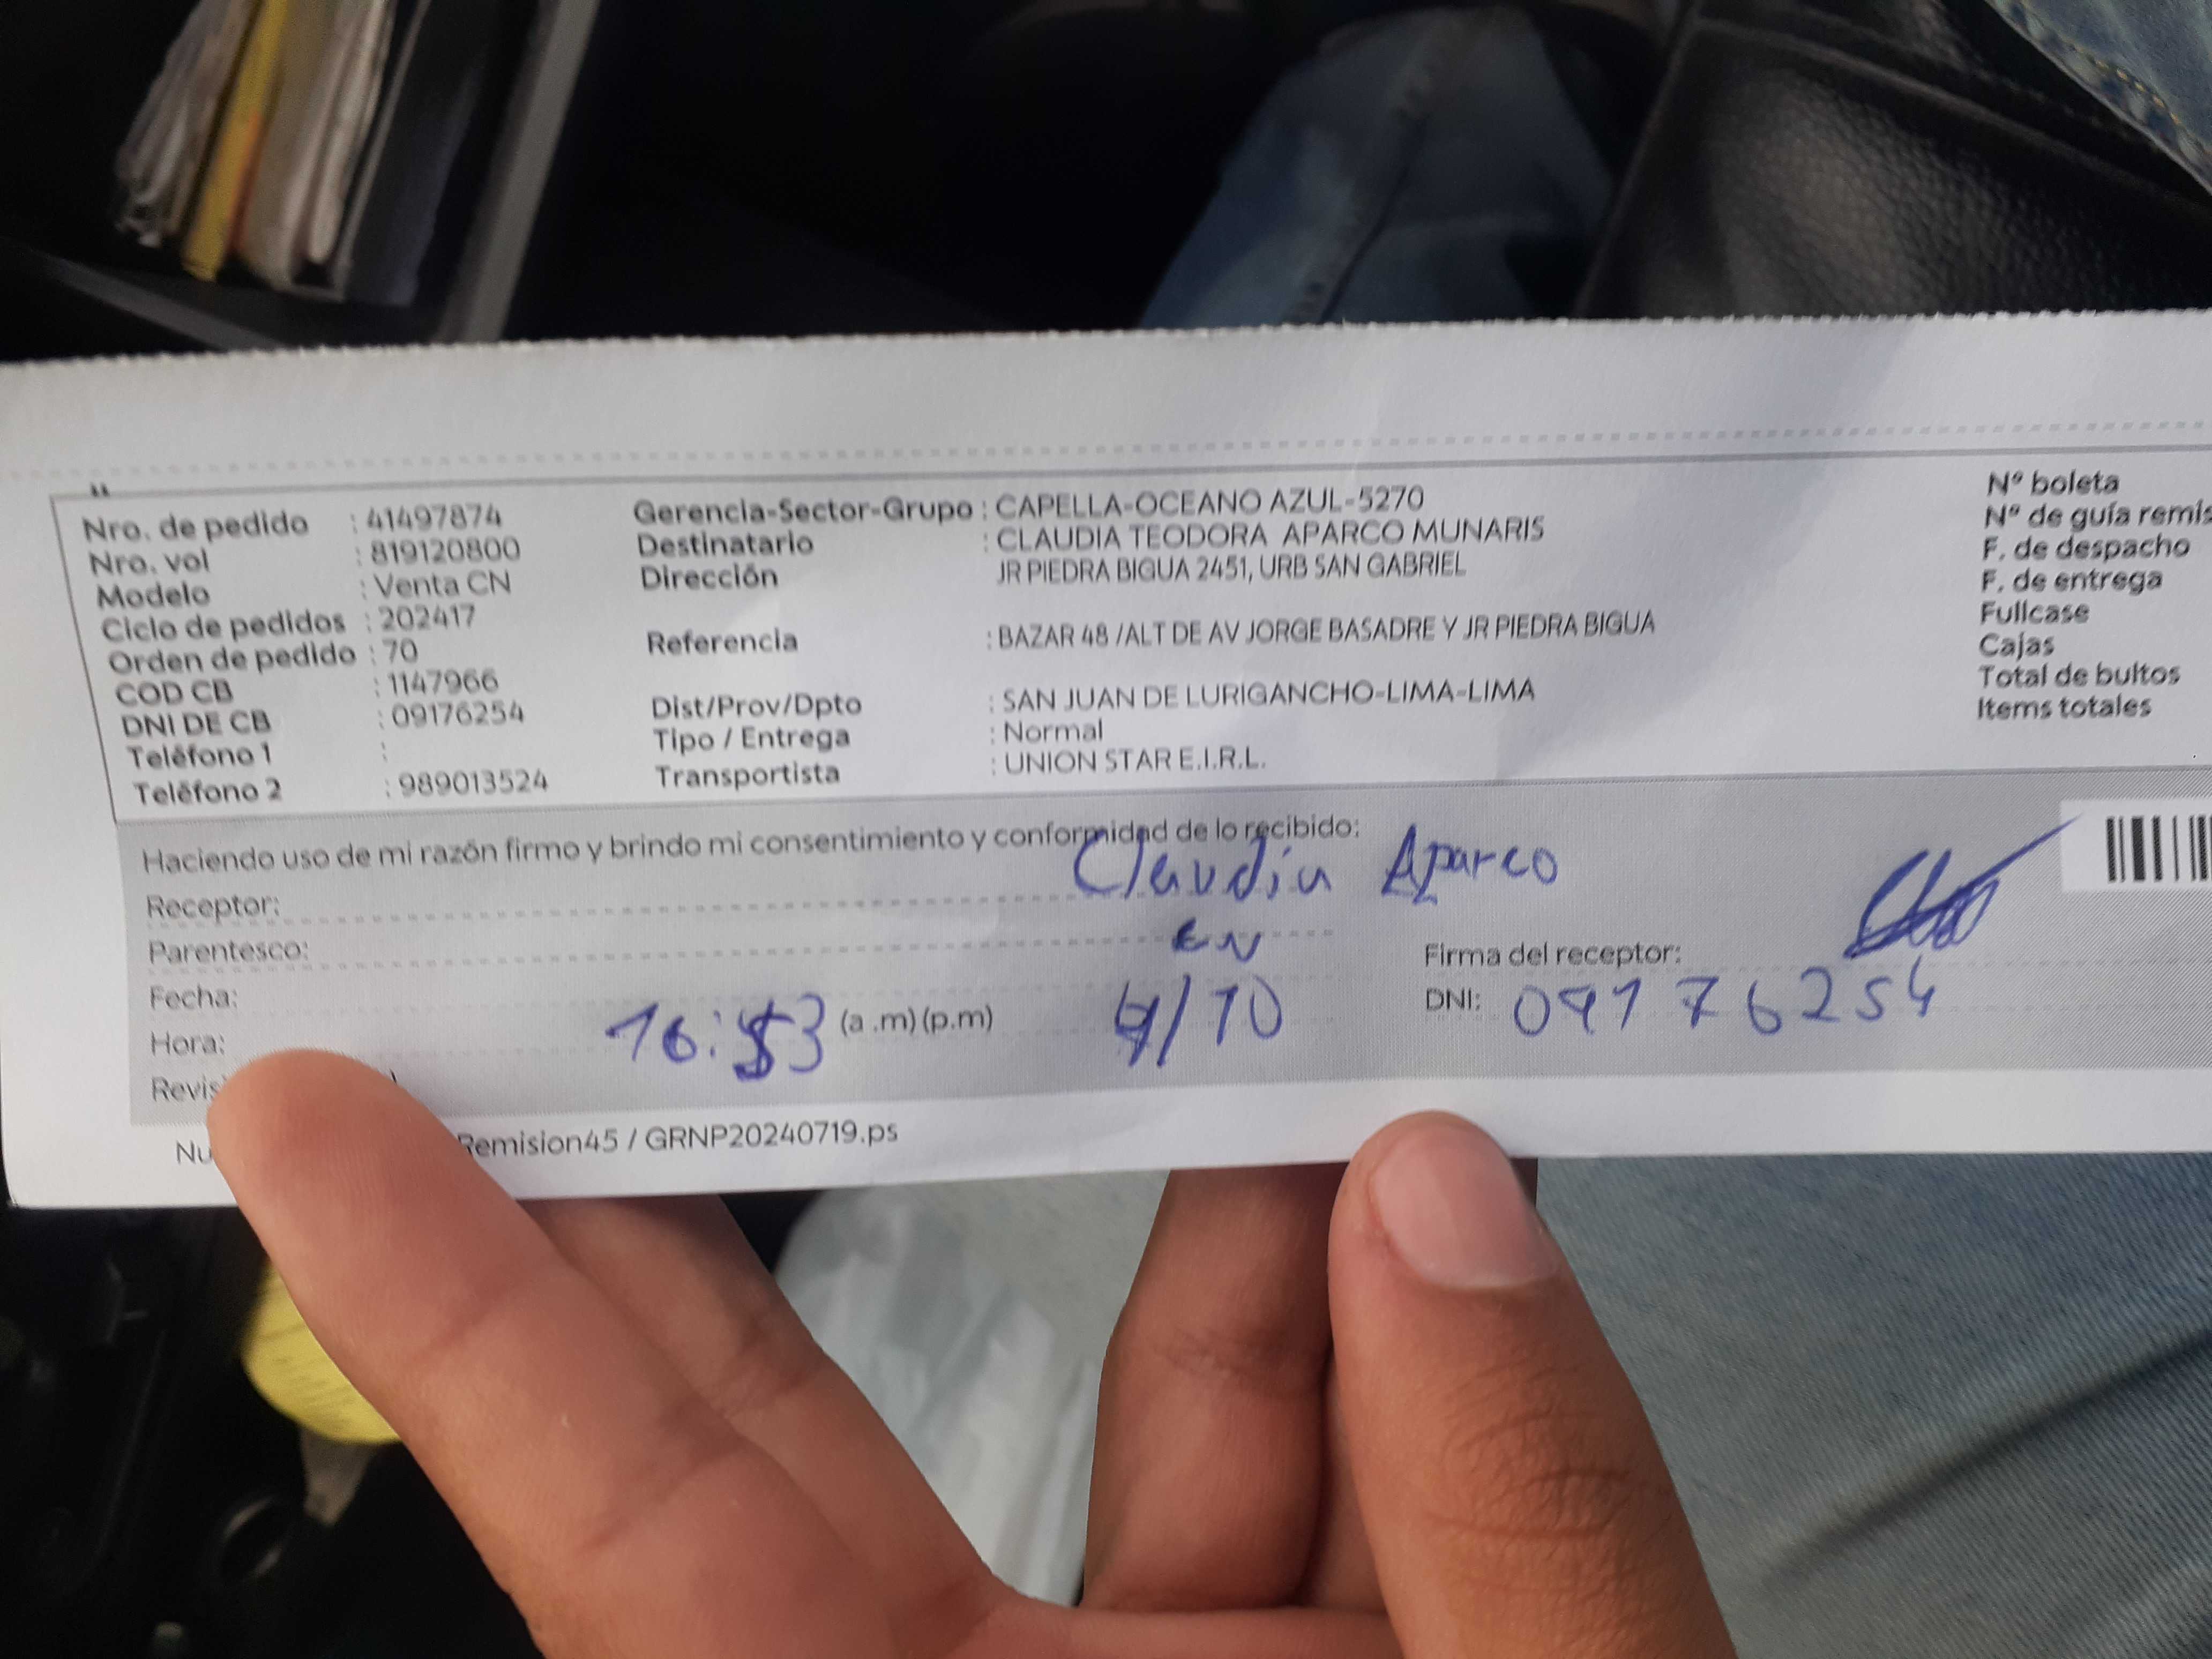 Nro. de pedido : 41497874
Nro. vol : 819120800
Modelo : Venta CN
Ciclo de pedidos : 202417
Orden de pedido : 70
COD CB : 1147966
DNI DE CB : 09176254
Teléfono 1 :
Teléfono 2 : 989013524
Gerencia-Sector-Grupo : CAPELLA-OCEANO AZUL-5270
Destinatario : CLAUDIA TEODORA APARCO MUNARIS
Dirección JR PIEDRA BIGUA 2451, URB SAN GABRIEL
Referencia : BAZAR 48 /ALT DE AV JORGE BASADRE Y JR PIEDRA BIGUA
Dist/Prov/Dpto : SAN JUAN DE LURIGANCHO-LIMA-LIMA
Tipo / Entrega : Normal
Transportista : UNION STAR E.I.R.L.
Nº boleta
Nº de guía remis
F. de despacho
F. de entrega
Fullcase
Cajas
Total de bultos
Items totales
Haciendo uso de mi razón firmo y brindo mi consentimiento y conformidad de lo recibido:
Receptor: Claudia Aparco
Parentesco:
Fecha: /10
Hora: 16:53 (a .m) (p.m)
Firma del receptor:
DNI: 09176254
Remision45 / GRNP20240719.ps